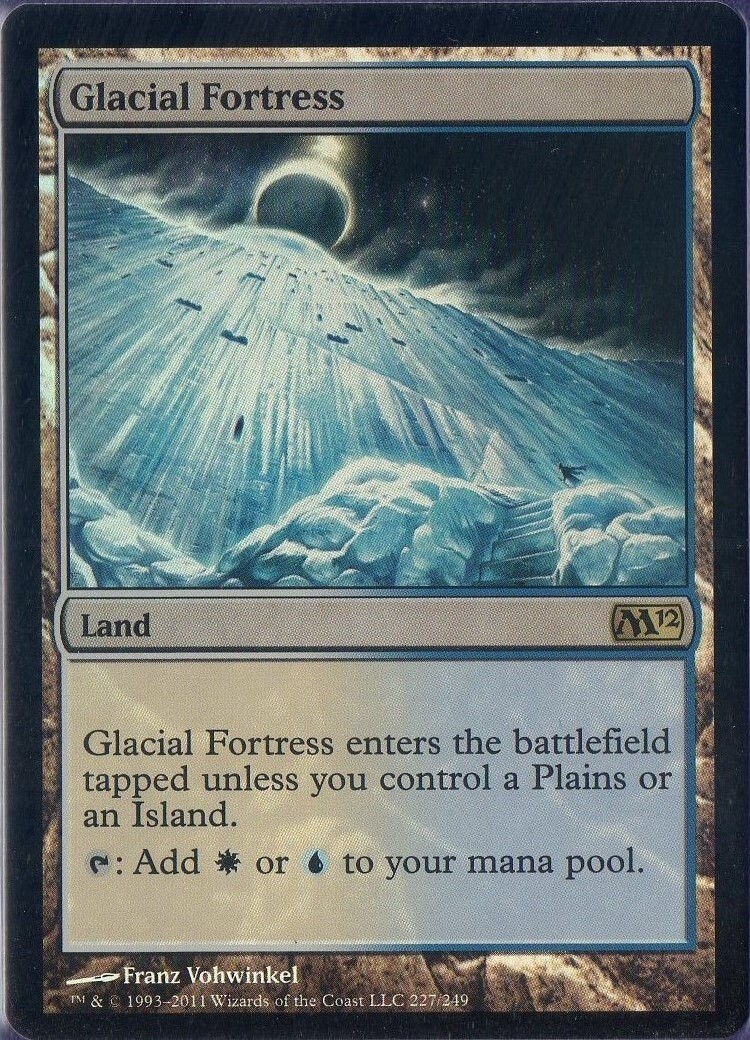 Glacial Fortress
Land
M12
Glacial Fortress enters the battlefield
tapped unless you control a Plains or
an Island.
: Add or to your mana pool.
Franz Vohwinkel
™ & © 1993–2011 Wizards of the Coast LLC 227/249